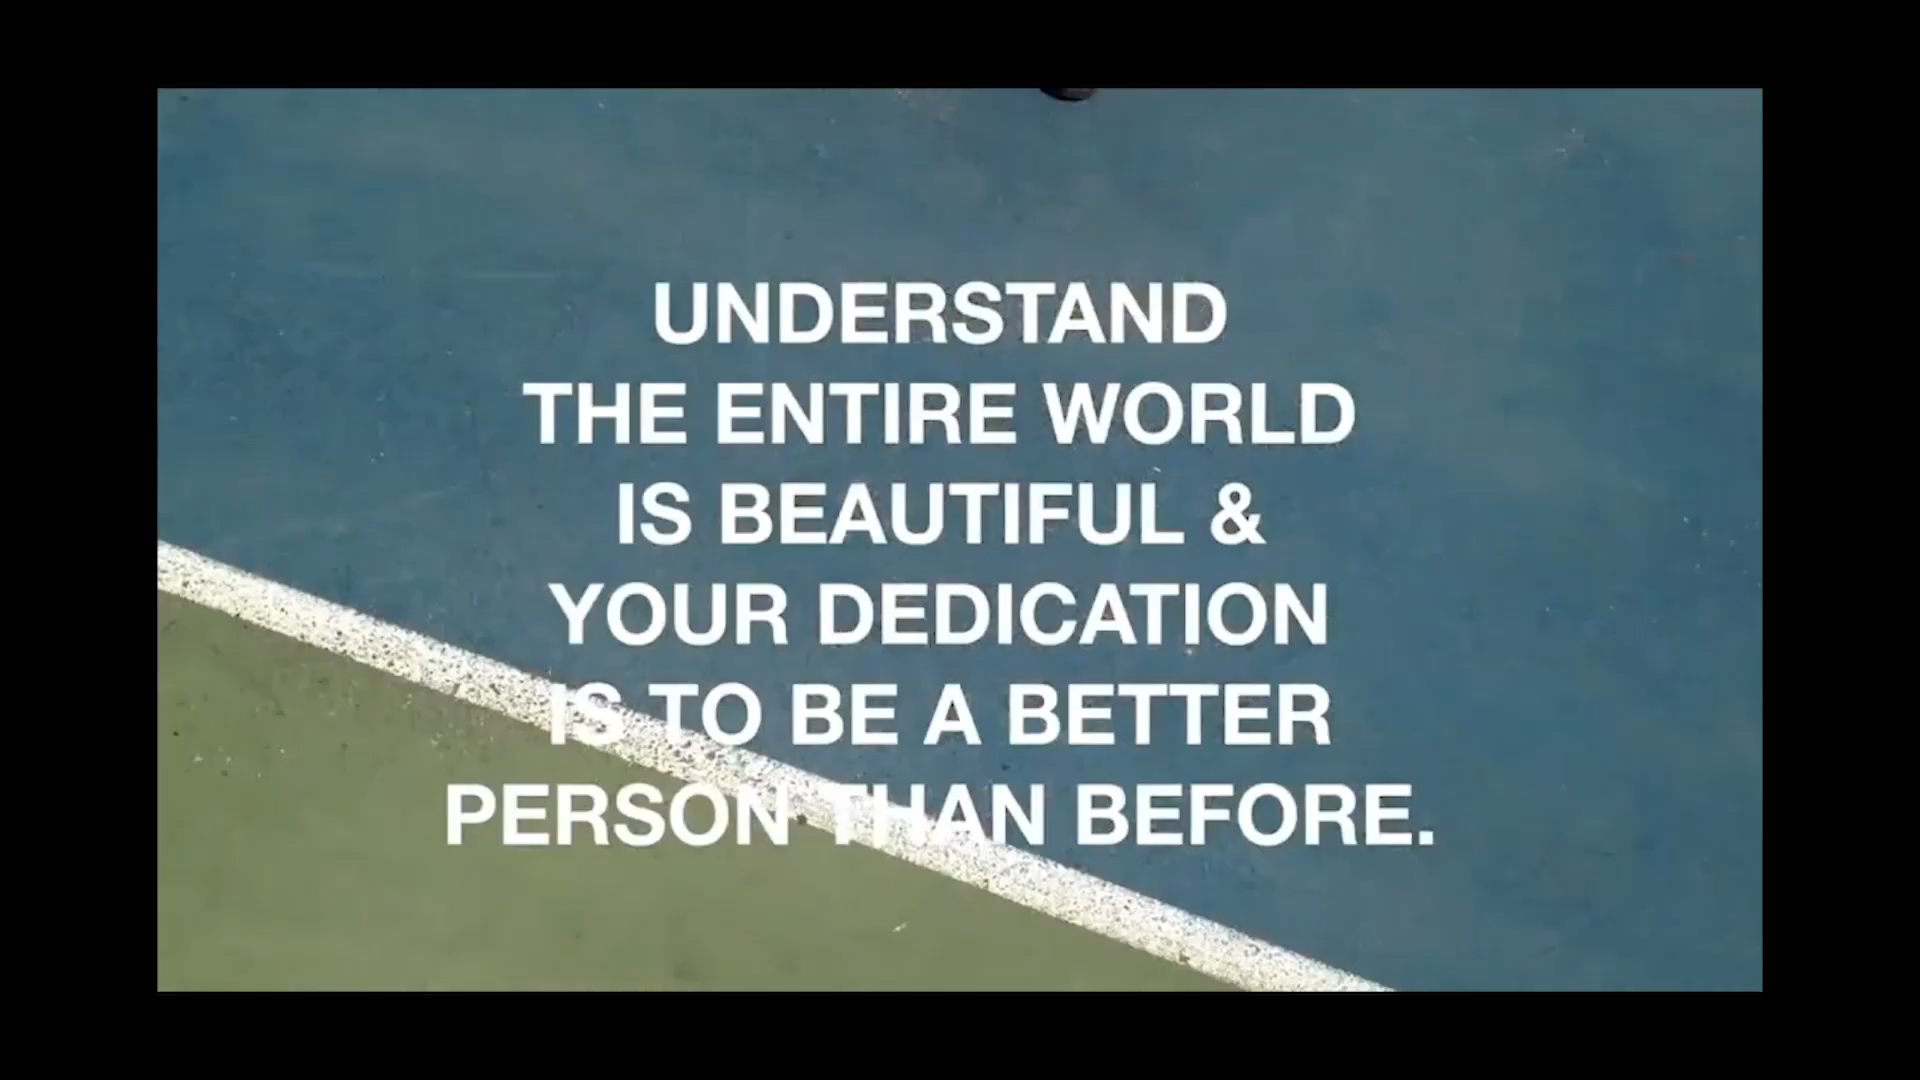 UNDERSTAND
THE ENTIRE WORLD
IS BEAUTIFUL &
YOUR DEDICATION
IS TO BE A BETTER
PERSON THAN BEFORE.